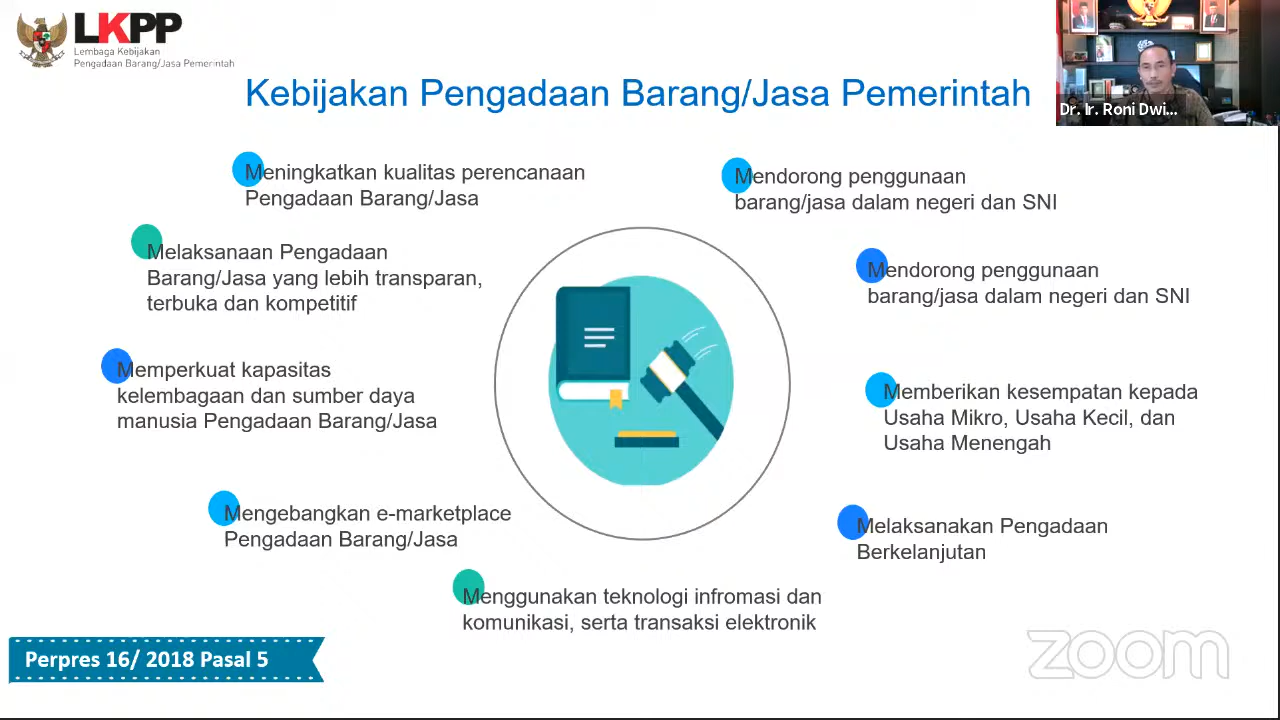 LKPP
Lembaga Kebijakan
Pengadaan Barang/Jasa Pemerintah
Kebijakan Pengadaan Barang/Jasa Pemerintah
Dr. Ir. Roni Dwi...
Meningkatkan kualitas perencanaan
Pengadaan Barang/Jasa
Melaksanaan Pengadaan
Barang/Jasa yang lebih transparan,
terbuka dan kompetitif
Memperkuat kapasitas
kelembagaan dan sumber daya
manusia Pengadaan Barang/Jasa
Mengebangkan e-marketplace
Pengadaan Barang/Jasa
Menggunakan teknologi infromasi dan
komunikasi, serta transaksi elektronik
Mendorong penggunaan
barang/jasa dalam negeri dan SNI
Mendorong penggunaan
barang/jasa dalam negeri dan SNI
Memberikan kesempatan kepada
Usaha Mikro, Usaha Kecil, dan
Usaha Menengah
Melaksanakan Pengadaan
Berkelanjutan
Perpres 16/ 2018 Pasal 5
zoom